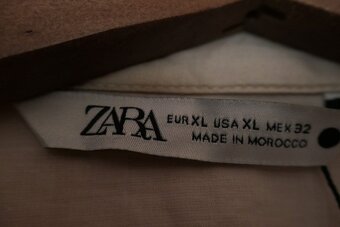 ZARA
EUR XL USA XL MEX 32
MADE IN MOROCCO